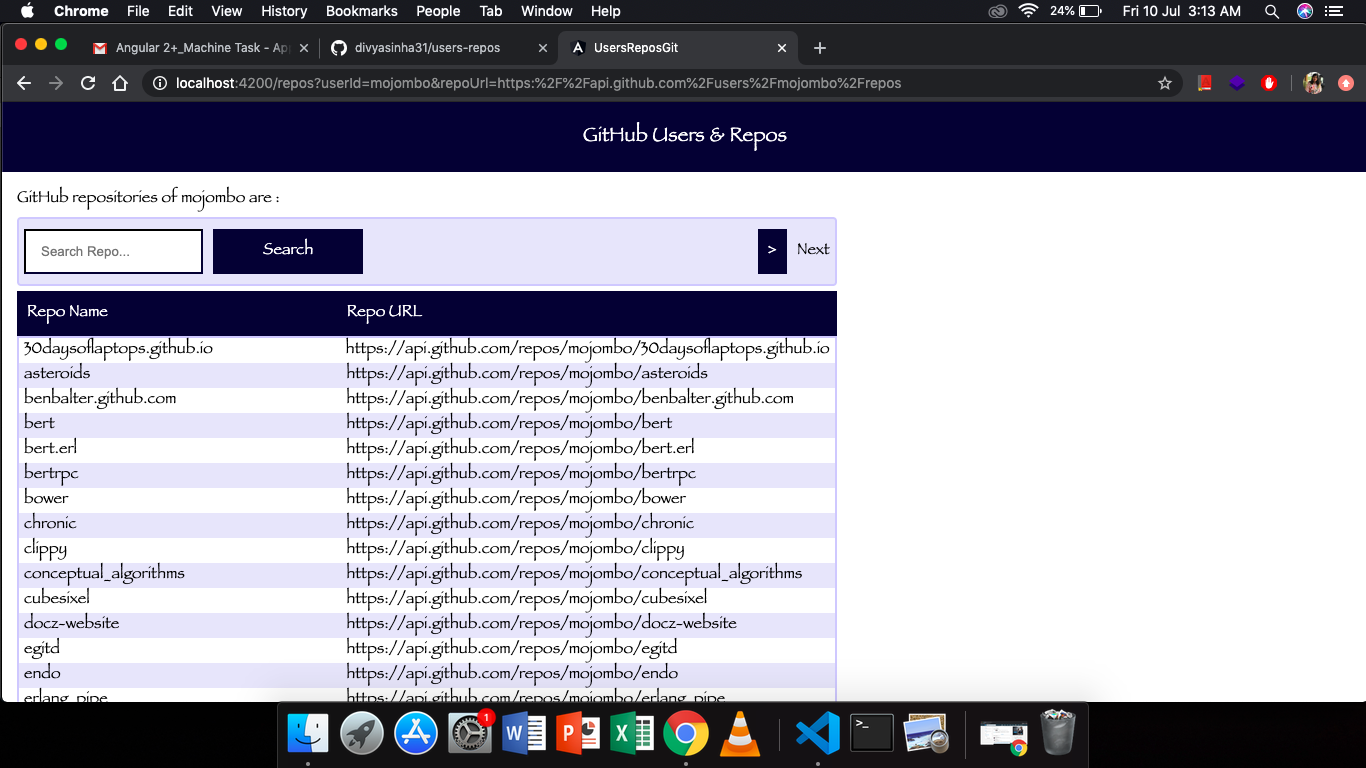 Chrome File Edit View History Bookmarks People Tab Window Help 24% Fri 10 Jul 3:13 AM
Angular 2+_Machine Task - Ap divyasinha31/users-repos UsersReposGit
localhost:4200/repos?userId=mojombo&repoUrl=https:%2F%2Fapi.github.com%2Fusers%2Fmojombo%2Frepos
GitHub Users & Repos
GitHub repositories of mojombo are :
Search Repo... Search > Next
Repo Name Repo URL
30daysoflaptops.github.io https://api.github.com/repos/mojombo/30daysoflaptops.github.io
asteroids https://api.github.com/repos/mojombo/asteroids
benbalter.github.com https://api.github.com/repos/mojombo/benbalter.github.com
bert https://api.github.com/repos/mojombo/bert
bert.erl https://api.github.com/repos/mojombo/bert.erl
bertrpc https://api.github.com/repos/mojombo/bertrpc
bower https://api.github.com/repos/mojombo/bower
chronic https://api.github.com/repos/mojombo/chronic
clippy https://api.github.com/repos/mojombo/clippy
conceptual_algorithms https://api.github.com/repos/mojombo/conceptual_algorithms
cubesixel https://api.github.com/repos/mojombo/cubesixel
docz-website https://api.github.com/repos/mojombo/docz-website
egitd https://api.github.com/repos/mojombo/egitd
endo https://api.github.com/repos/mojombo/endo
erlang_pipe https://api.github.com/repos/mojombo/erlang_pipe
1
W P X >_